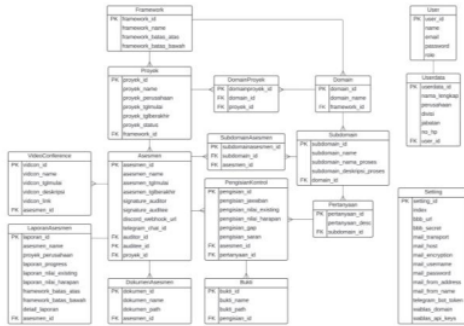 Framework
PK framework_id
framework_name
framework_batas_atas
framework_batas_bawah
User
PK user_id
name
email
password
role
Proyek
PK proyek_id
proyek_name
proyek_perusahaan
proyek_tglmulai
proyek_tglberakhir
proyek_status
FK framework_id
DomainProyek
PK domainproyek_id
FK domain_id
FK proyek_id
Domain
PK domain_id
domain_name
FK framework_id
Userdata
PK userdata_id
nama_lengkap
perusahaan
divisi
jabatan
no_hp
FK user_id
SubdomainAsesmen
PK subdomainasesmen_id
FK subdomain_id
FK asesmen_id
Subdomain
PK subdomain_id
subdomain_name
subdomain_nama_proses
subdomain_deskripsi_proses
FK domain_id
VideoConference
PK vidcon_id
vidcon_name
vidcon_tglmulai
vidcon_deskripsi
vidcon_link
FK asesmen_id
Asesmen
PK asesmen_id
asesmen_name
asesmen_tglmulai
asesmen_tglberakhir
signature_auditor
signature_auditee
discord_webhook_url
telegram_chat_id
FK auditor_id
FK auditee_id
FK proyek_id
PengisianKontrol
PK pengisian_id
pengisian_jawaban
pengisian_nilai_existing
pengisian_nilai_harapan
pengisian_gap
pengisian_saran
FK asesmen_id
FK pertanyaan_id
Pertanyaan
PK pertanyaan_id
pertanyaan_desc
FK subdomain_id
Setting
PK setting_id
index
bbb_url
bbb_secret
mail_transport
mail_host
mail_encryption
mail_username
mail_password
mail_from_address
mail_from_name
telegram_bot_token
wablas_domain
wablas_api_keys
LaporanAsesmen
PK laporan_id
asesmen_name
proyek_perusahaan
laporan_progress
laporan_nilai_existing
laporan_nilai_harapan
framework_batas_atas
framework_batas_bawah
detail_laporan
FK asesmen_id
DokumenAsesmen
PK dokumen_id
dokumen_name
dokumen_path
FK asesmen_id
Bukti
PK bukti_id
bukti_name
bukti_path
FK pengisian_id